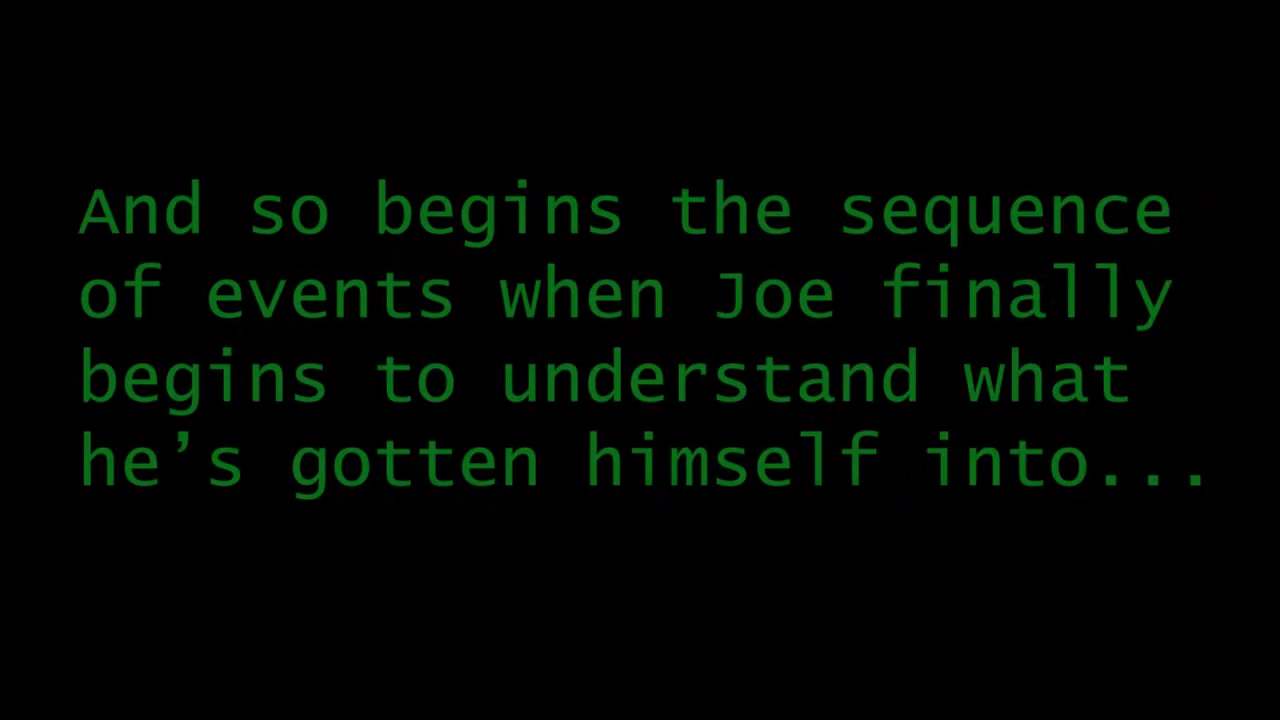 And so begins the sequence
of events when Joe finally
begins to understand what
he’s gotten himself into...